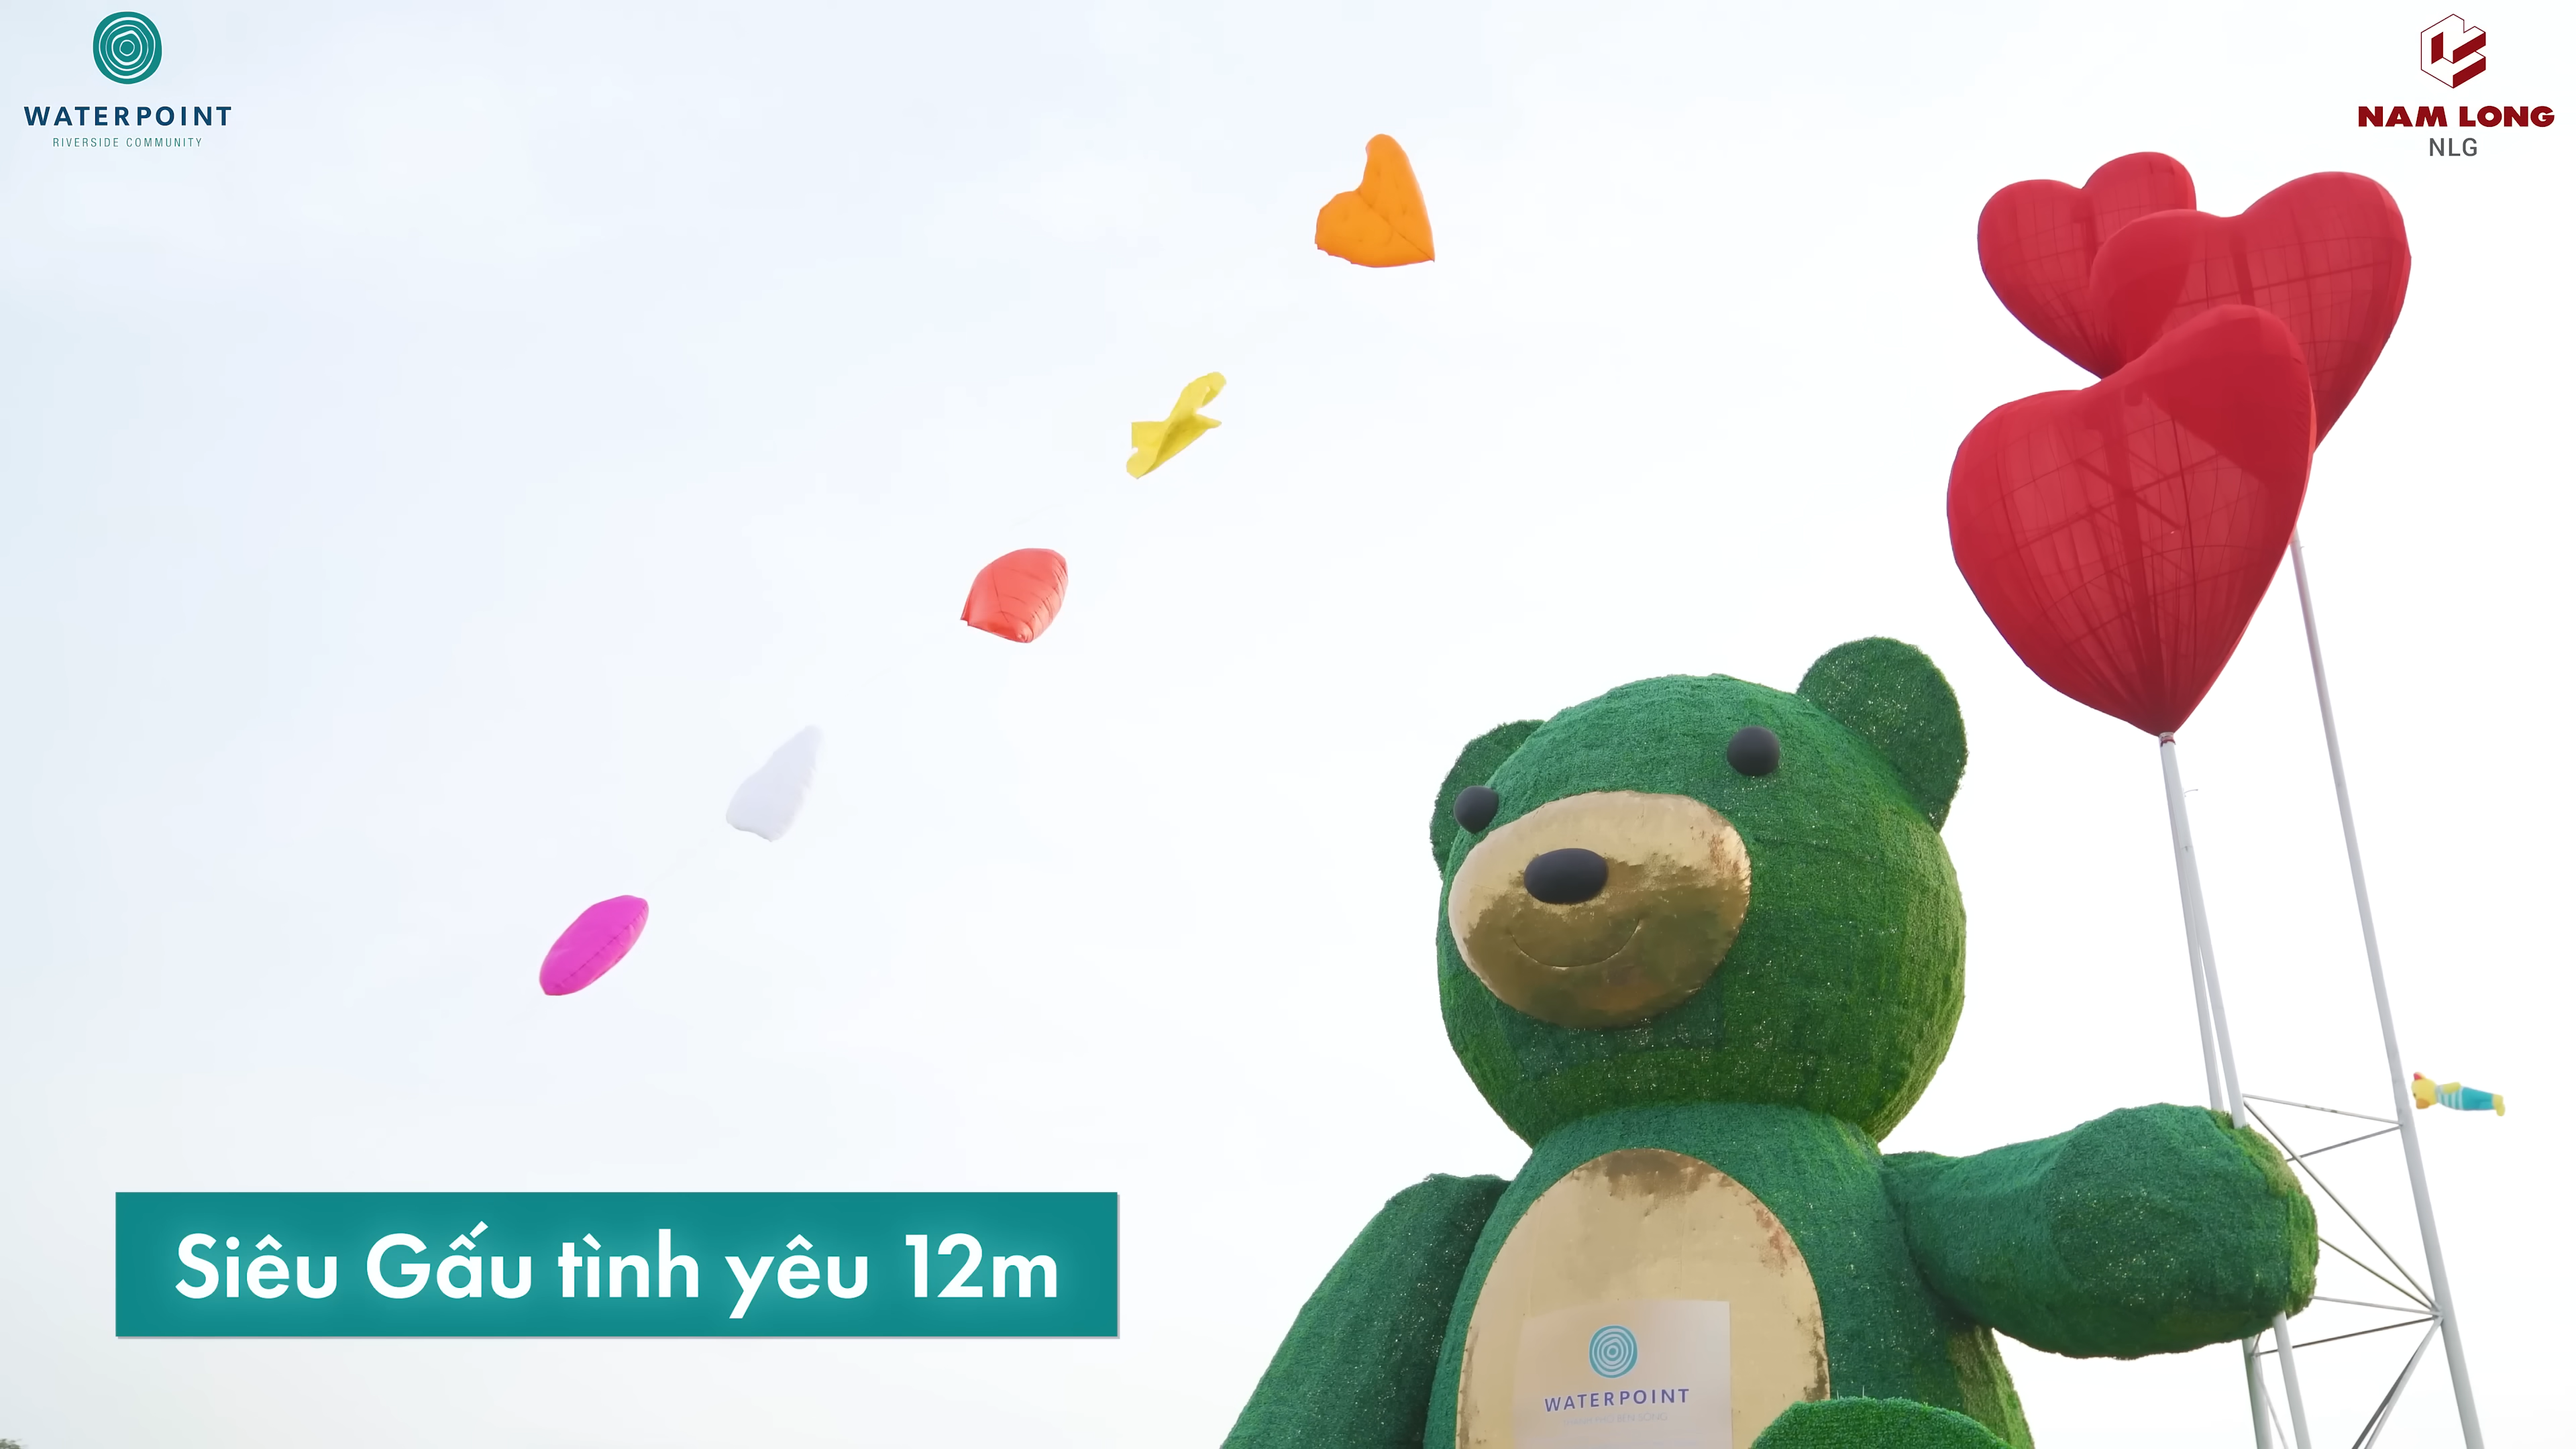 WATERPOINT
RIVERSIDE COMMUNITY
NAM LONG
NLG
Siêu Gấu tình yêu 12m
WATERPOINT